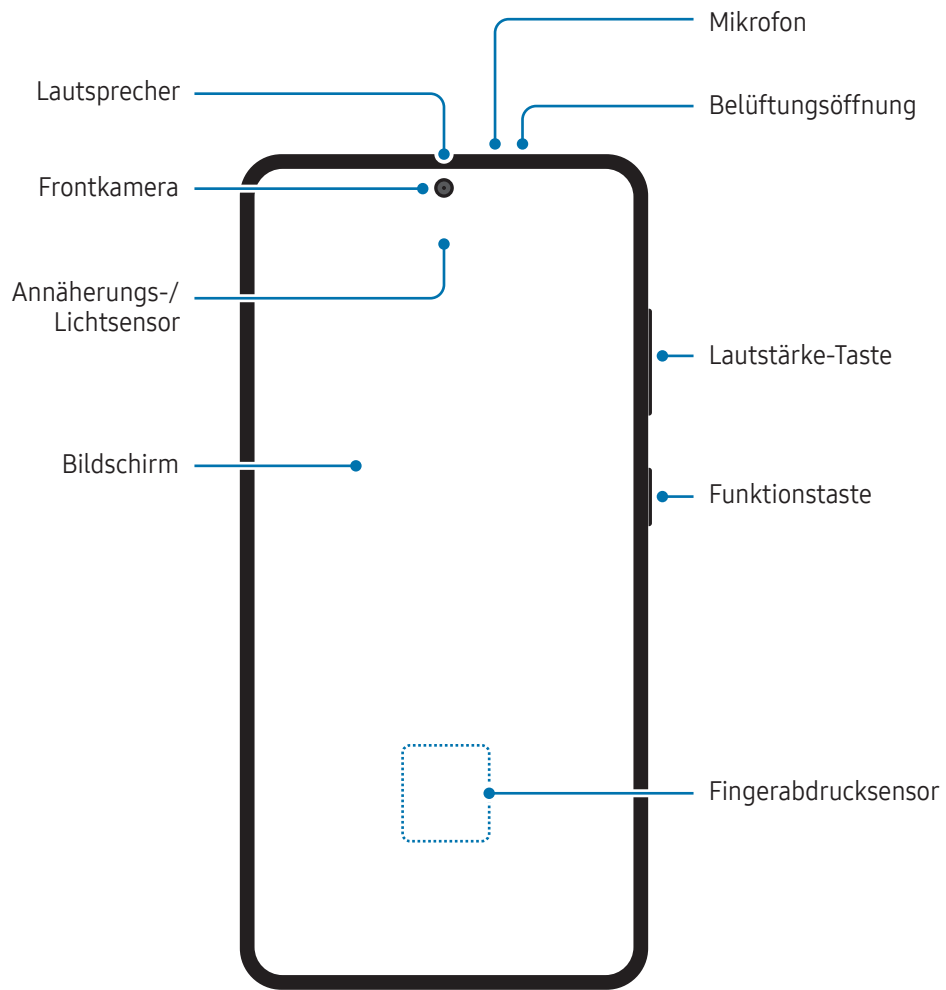 Mikrofon
Lautsprecher
Belüftungsöffnung
Frontkamera
Annäherungs-/
Lichtsensor
Lautstärke-Taste
Bildschirm
Funktionstaste
Fingerabdrucksensor